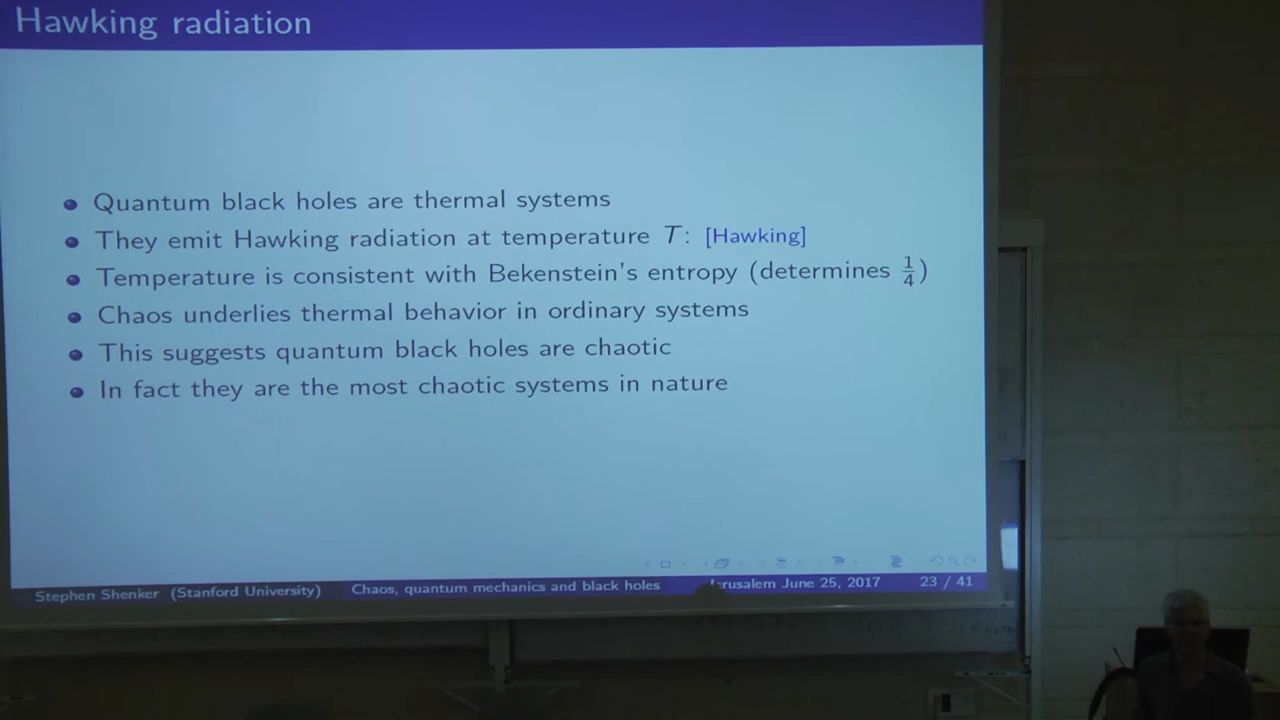 Hawking radiation
Quantum black holes are thermal systems
They emit Hawking radiation at temperature T: [Hawking]
Temperature is consistent with Bekenstein's entropy (determines 1/4)
Chaos underlies thermal behavior in ordinary systems
This suggests quantum black holes are chaotic
In fact they are the most chaotic systems in nature
Stephen Shenker (Stanford University) Chaos, quantum mechanics and black holes Jerusalem June 25, 2017 23 / 41